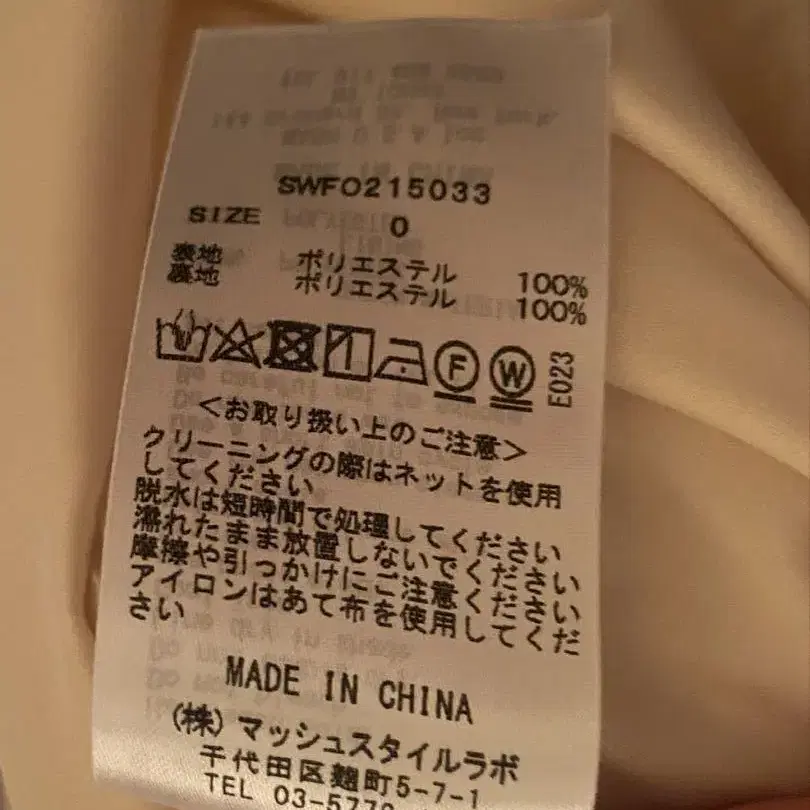 SWFO215033
SIZE 0
表地 ポリエステル 100%
裏地 ポリエステル 100%
F W E023
<お取り扱い上のご注意>
クリーニングの際はネットを使用
してください
脱水は短時間で処理してください
濡れたまま放置しないでください
摩擦や引っかけにご注意ください
アイロンはあて布を使用してくだ
さい
MADE IN CHINA
(株)マッシュスタイルラボ
千代田区麹町5-7-1
TEL 03-5770